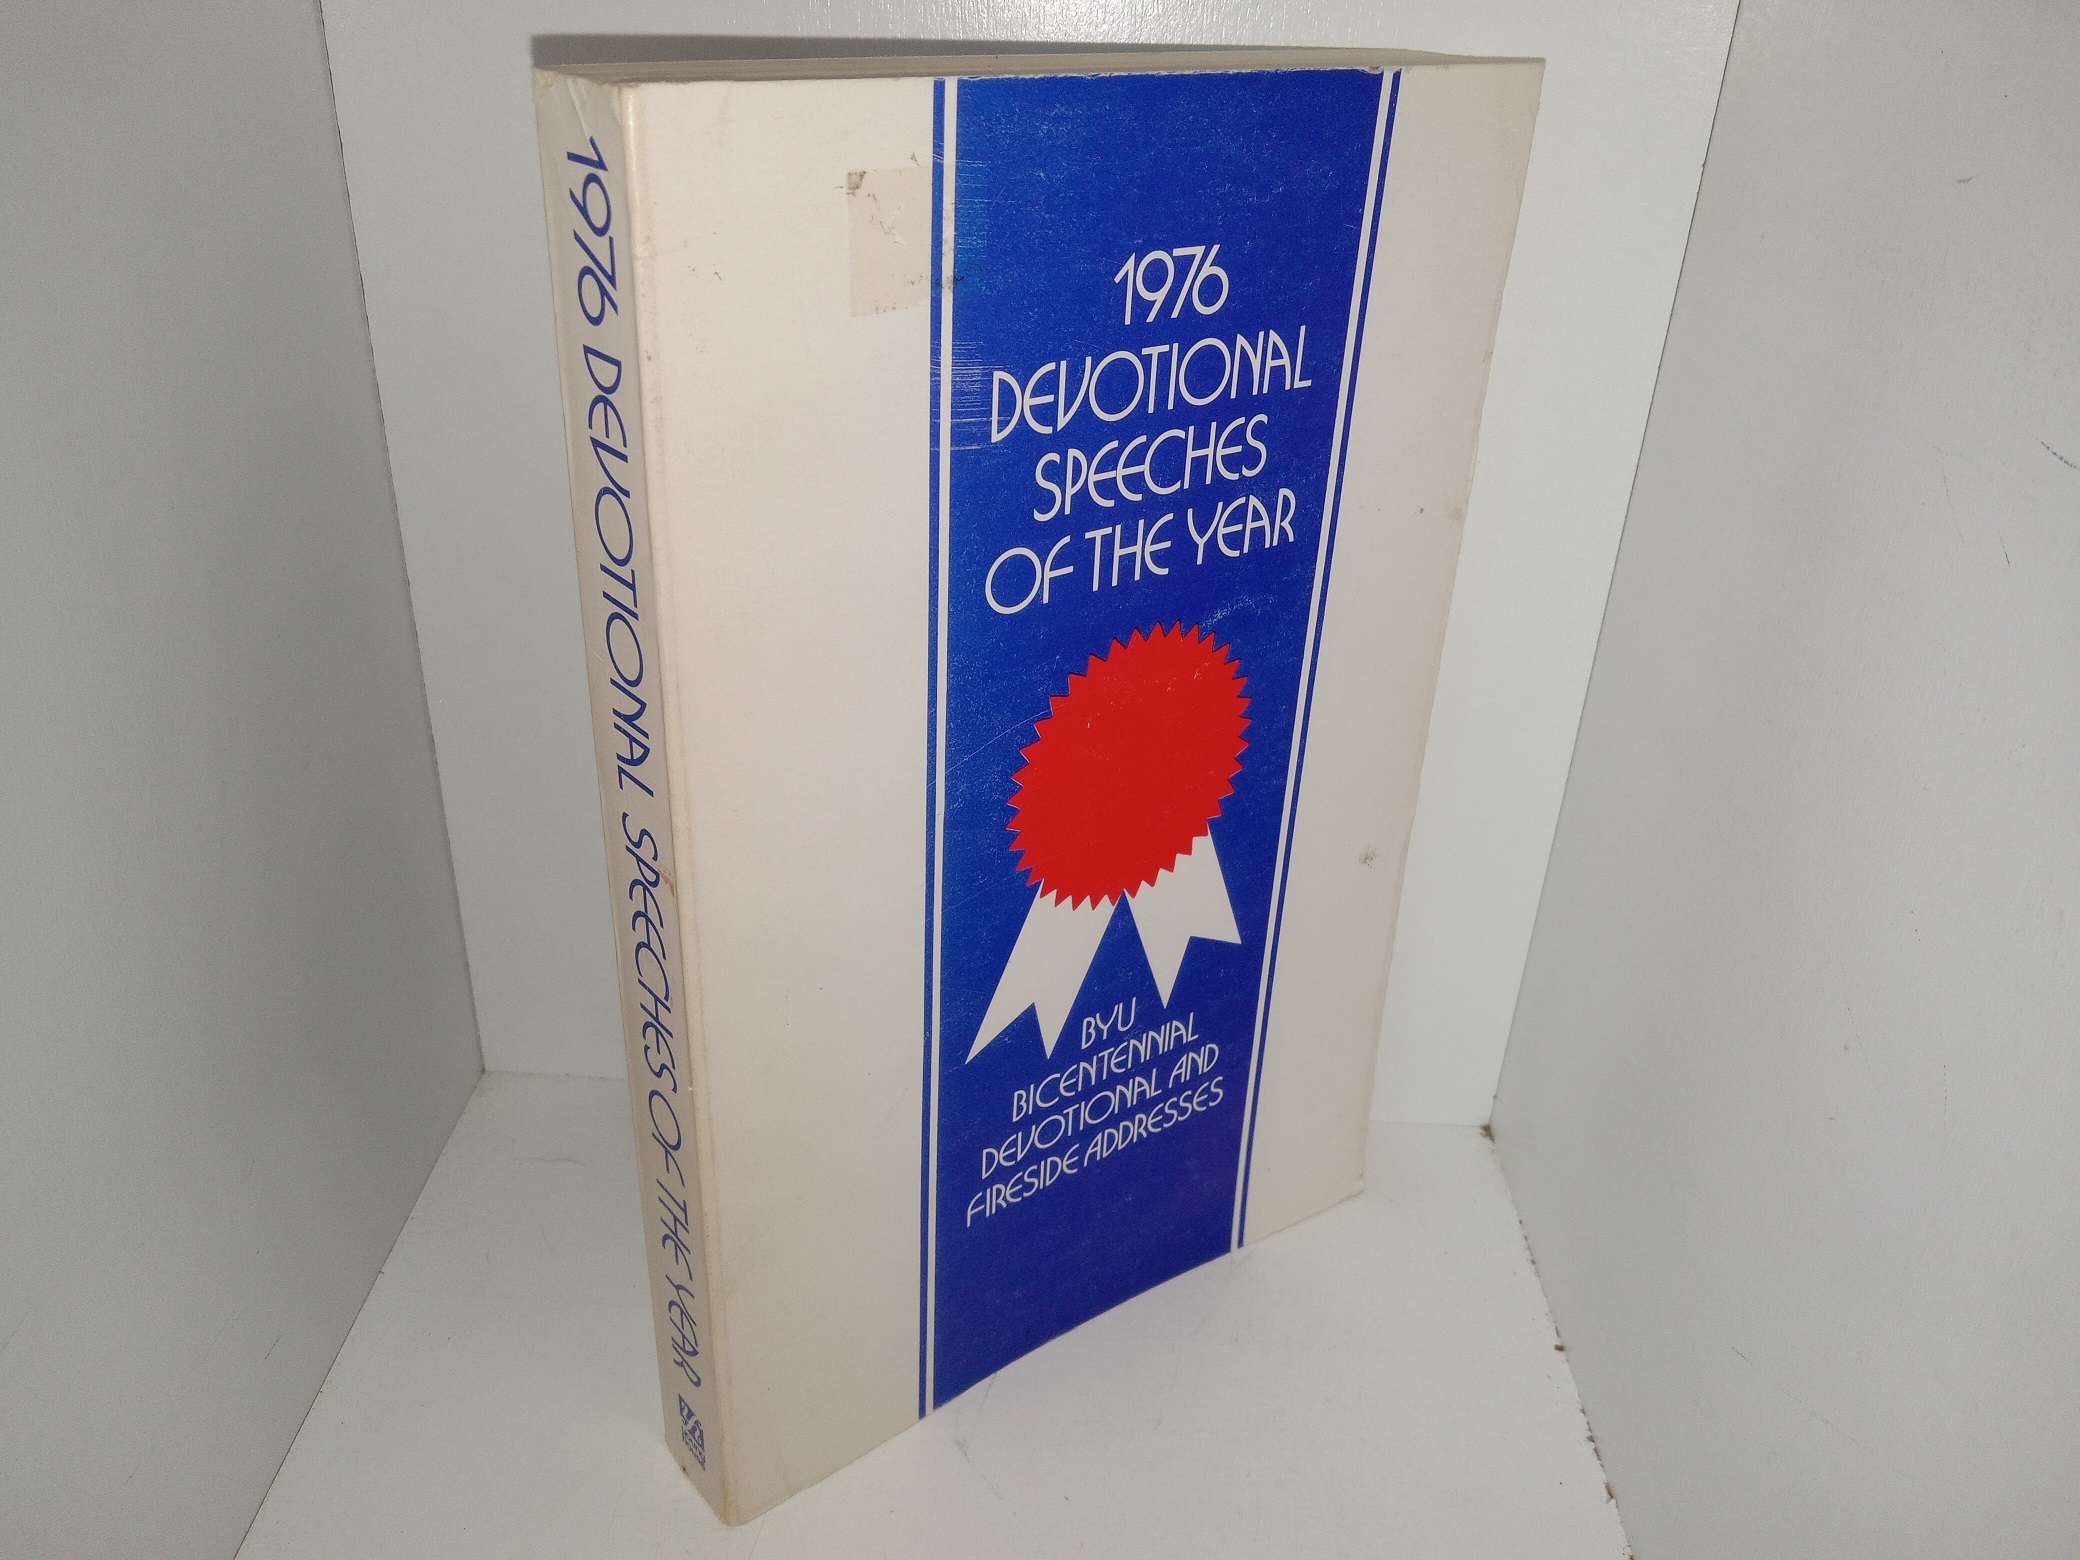 1976 DEVOTIONAL SPEECHES OF THE YEAR
1976
DEVOTIONAL
SPEECHES
OF THE YEAR
BYU
BICENTENNIAL
DEVOTIONAL AND
FIRESIDE ADDRESSES